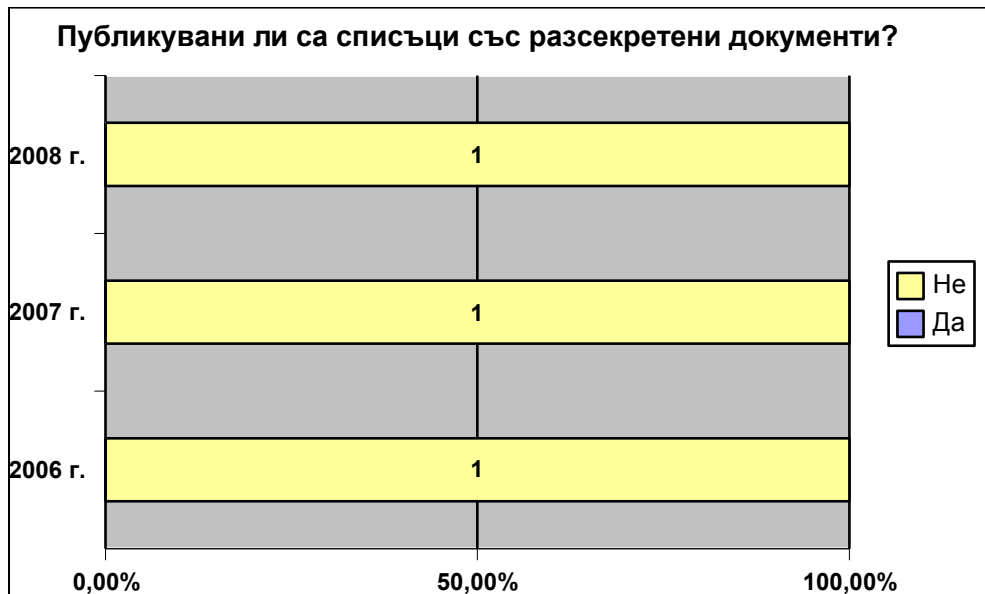 Публикувани ли са списъци със разсекретени документи?
2008 г.
1
2007 г.
1
2006 г.
1
Не
Да
0,00%
50,00%
100,00%